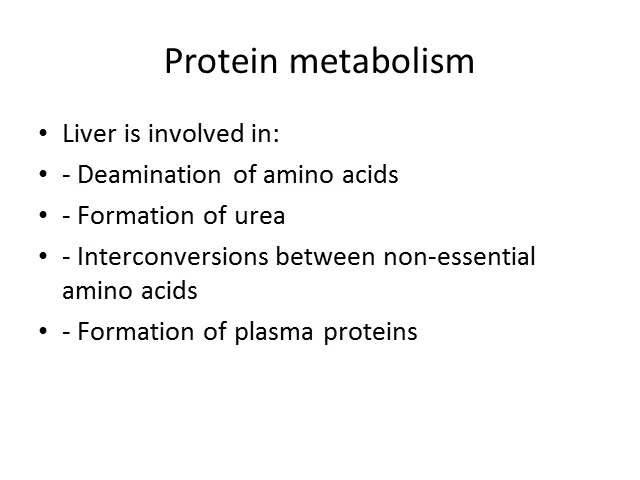 Protein metabolism
• Liver is involved in:
• - Deamination of amino acids
• - Formation of urea
• - Interconversions between non-essential
amino acids
• - Formation of plasma proteins